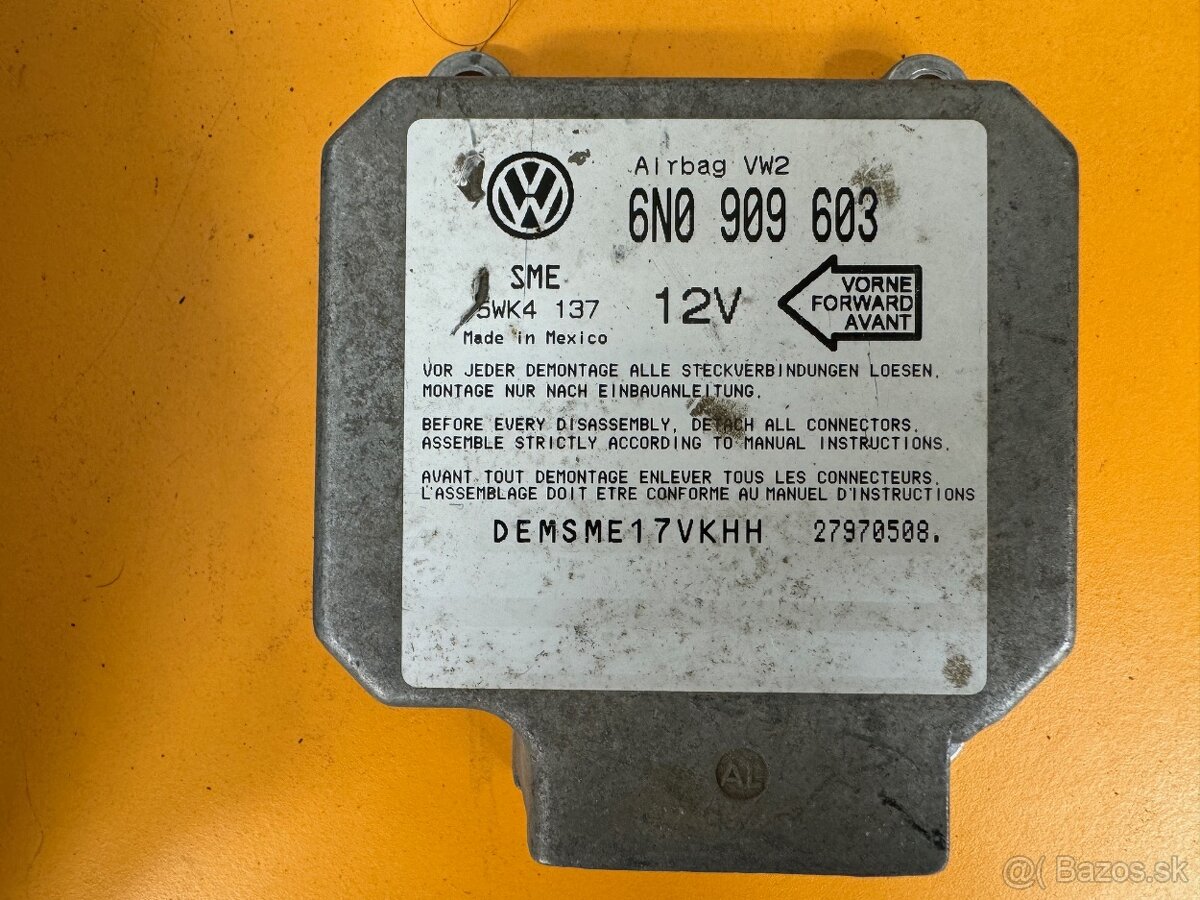 Airbag VW2
6N0 909 603
SME
5WK4 137
Made in Mexico
12V
VORNE
FORWARD
AVANT
VOR JEDER DEMONTAGE ALLE STECKVERBINDUNGEN LOESEN.
MONTAGE NUR NACH EINBAUANLEITUNG.
BEFORE EVERY DISASSEMBLY, DETACH ALL CONNECTORS.
ASSEMBLE STRICTLY ACCORDING TO MANUAL INSTRUCTIONS.
AVANT TOUT DEMONTAGE ENLEVER TOUS LES CONNECTEURS.
L'ASSEMBLAGE DOIT ETRE CONFORME AU MANUEL D'INSTRUCTIONS
DEMSME17VKHH 27970508.
AL
@( Bazos.sk